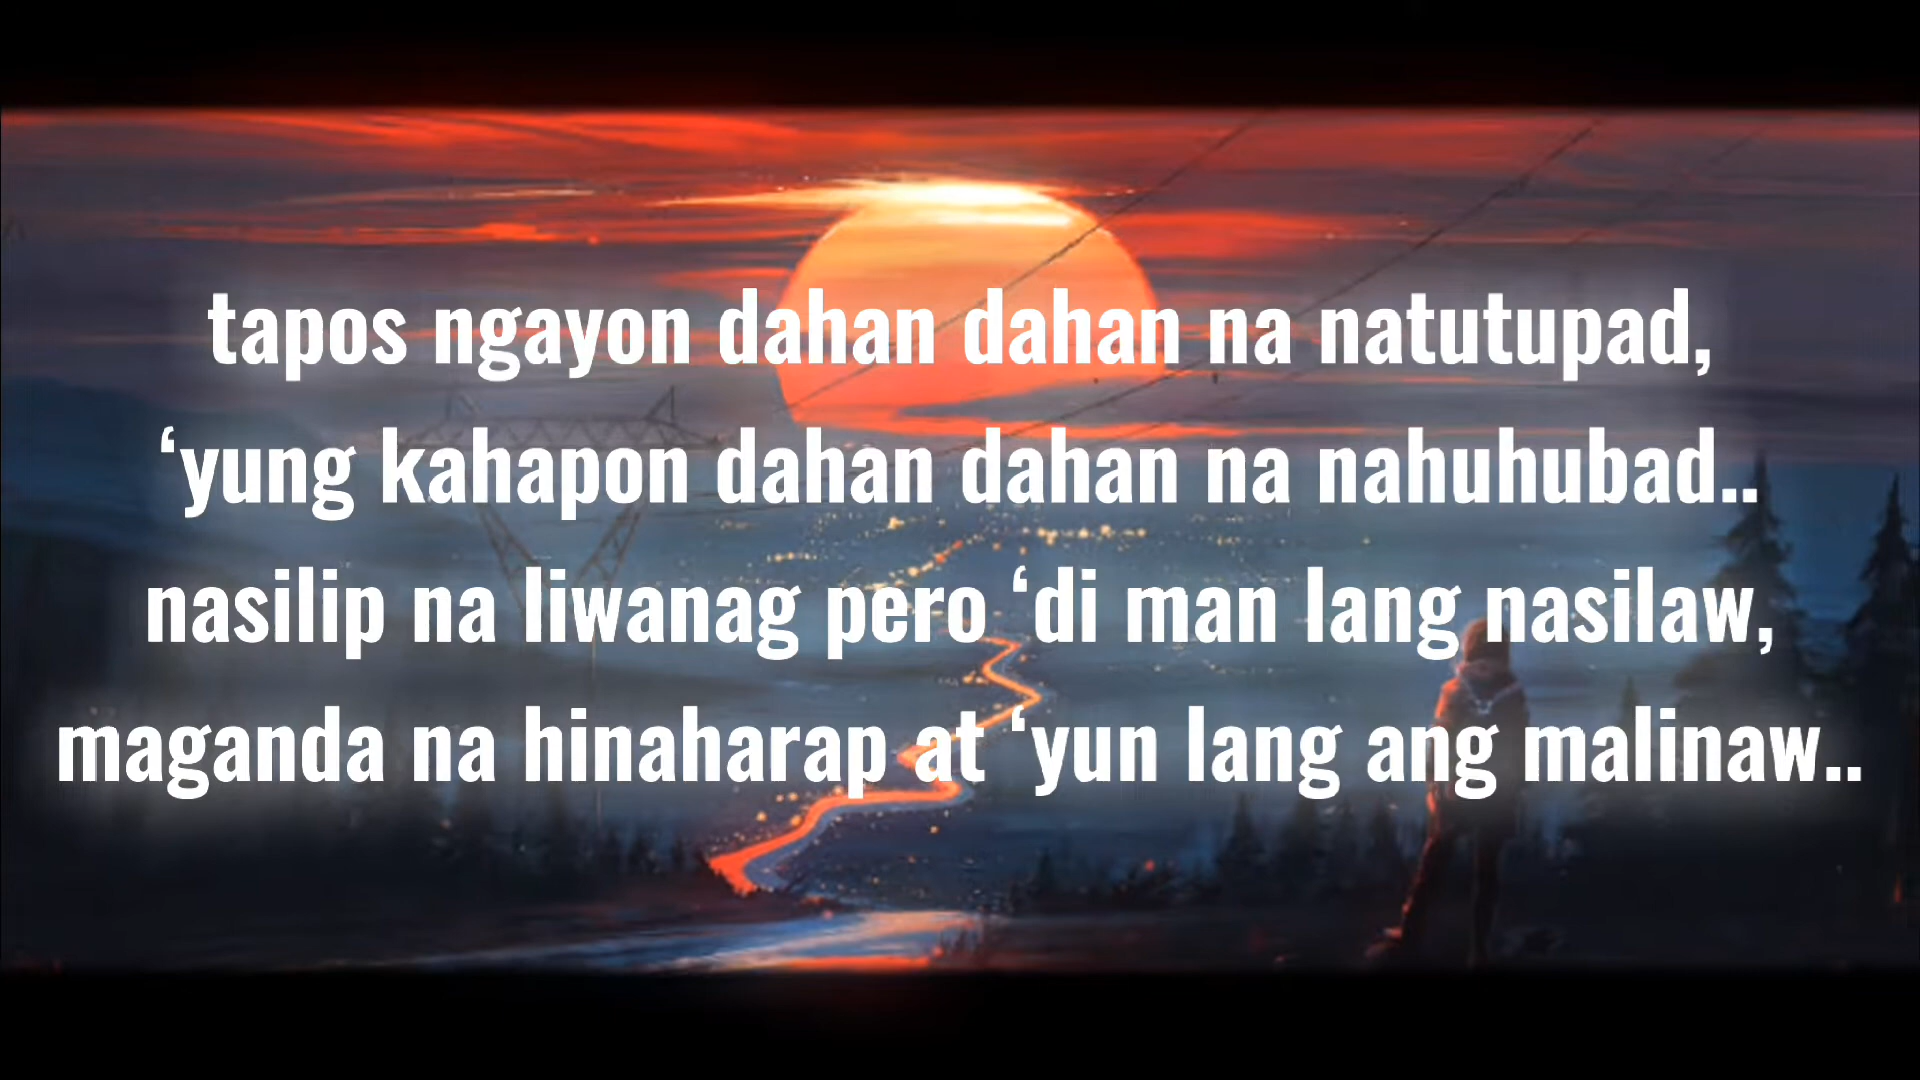 tapos ngayon dahan dahan na natutupad,
‘yung kahapon dahan dahan na nahuhubad..
nasilip na liwanag pero ‘di man lang nasilaw,
maganda na hinaharap at ‘yun lang ang malinaw..